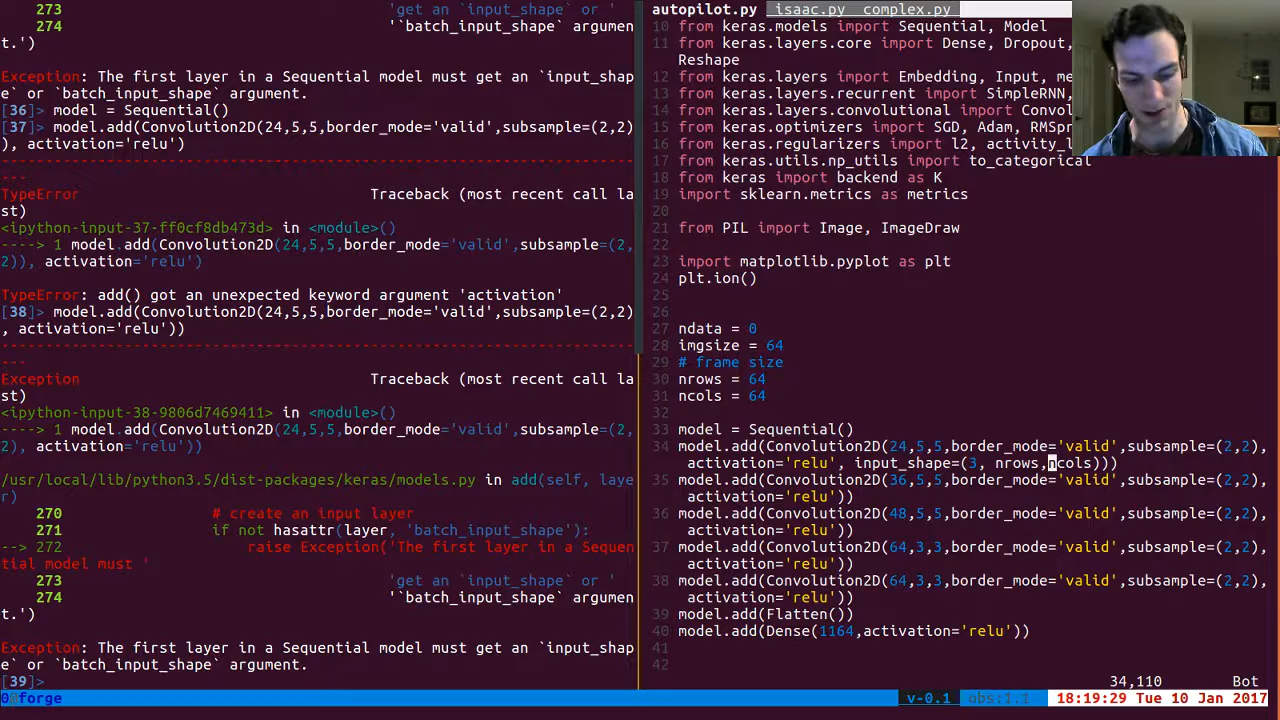 273                                         'get an `input_shape` or '
274                                         '`batch_input_shape` argumen
t.')
Exception: The first layer in a Sequential model must get an `input_shap
e` or `batch_input_shape` argument.
[36]> model = Sequential()
[37]> model.add(Convolution2D(24,5,5,border_mode='valid',subsample=(2,2)
), activation='relu')
------------------------------------------------------------------------
---
TypeError                                 Traceback (most recent call la
st)
<ipython-input-37-ff0cf8db473d> in <module>()
----> 1 model.add(Convolution2D(24,5,5,border_mode='valid',subsample=(2,
2)), activation='relu')
TypeError: add() got an unexpected keyword argument 'activation'
[38]> model.add(Convolution2D(24,5,5,border_mode='valid',subsample=(2,2)
, activation='relu'))
------------------------------------------------------------------------
---
Exception                                 Traceback (most recent call la
st)
<ipython-input-38-9806d7469411> in <module>()
----> 1 model.add(Convolution2D(24,5,5,border_mode='valid',subsample=(2,
2), activation='relu'))
/usr/local/lib/python3.5/dist-packages/keras/models.py in add(self, laye
r)
270                 # create an input layer
271                 if not hasattr(layer, 'batch_input_shape'):
--> 272                     raise Exception('The first layer in a Sequen
tial model must '
273                                         'get an `input_shape` or '
274                                         '`batch_input_shape` argumen
t.')
Exception: The first layer in a Sequential model must get an `input_shap
e` or `batch_input_shape` argument.
[39]>
autopilot.py  isaac.py  complex.py
10 from keras.models import Sequential, Model
11 from keras.layers.core import Dense, Dropout,
Reshape
12 from keras.layers import Embedding, Input,
13 from keras.layers.recurrent import SimpleRNN,
14 from keras.layers.convolutional import
15 from keras.optimizers import SGD, Adam,
16 from keras.regularizers import l2,
17 from keras.utils.np_utils import to_categorical
18 from keras import backend as K
19 import sklearn.metrics as metrics
20
21 from PIL import Image, ImageDraw
22
23 import matplotlib.pyplot as plt
24 plt.ion()
25
26
27 ndata = 0
28 imgsize = 64
29 # frame size
30 nrows = 64
31 ncols = 64
32
33 model = Sequential()
34 model.add(Convolution2D(24,5,5,border_mode='valid',subsample=(2,2),
activation='relu', input_shape=(3, nrows,ncols)))
35 model.add(Convolution2D(36,5,5,border_mode='valid',subsample=(2,2),
activation='relu'))
36 model.add(Convolution2D(48,5,5,border_mode='valid',subsample=(2,2),
activation='relu'))
37 model.add(Convolution2D(64,3,3,border_mode='valid',subsample=(2,2),
activation='relu'))
38 model.add(Convolution2D(64,3,3,border_mode='valid',subsample=(2,2),
activation='relu'))
39 model.add(Flatten())
40 model.add(Dense(1164,activation='relu'))
41
42
34,110 Bot
0 forge v-0.1 obs:1.1 18:19:29 Tue 10 Jan 2017